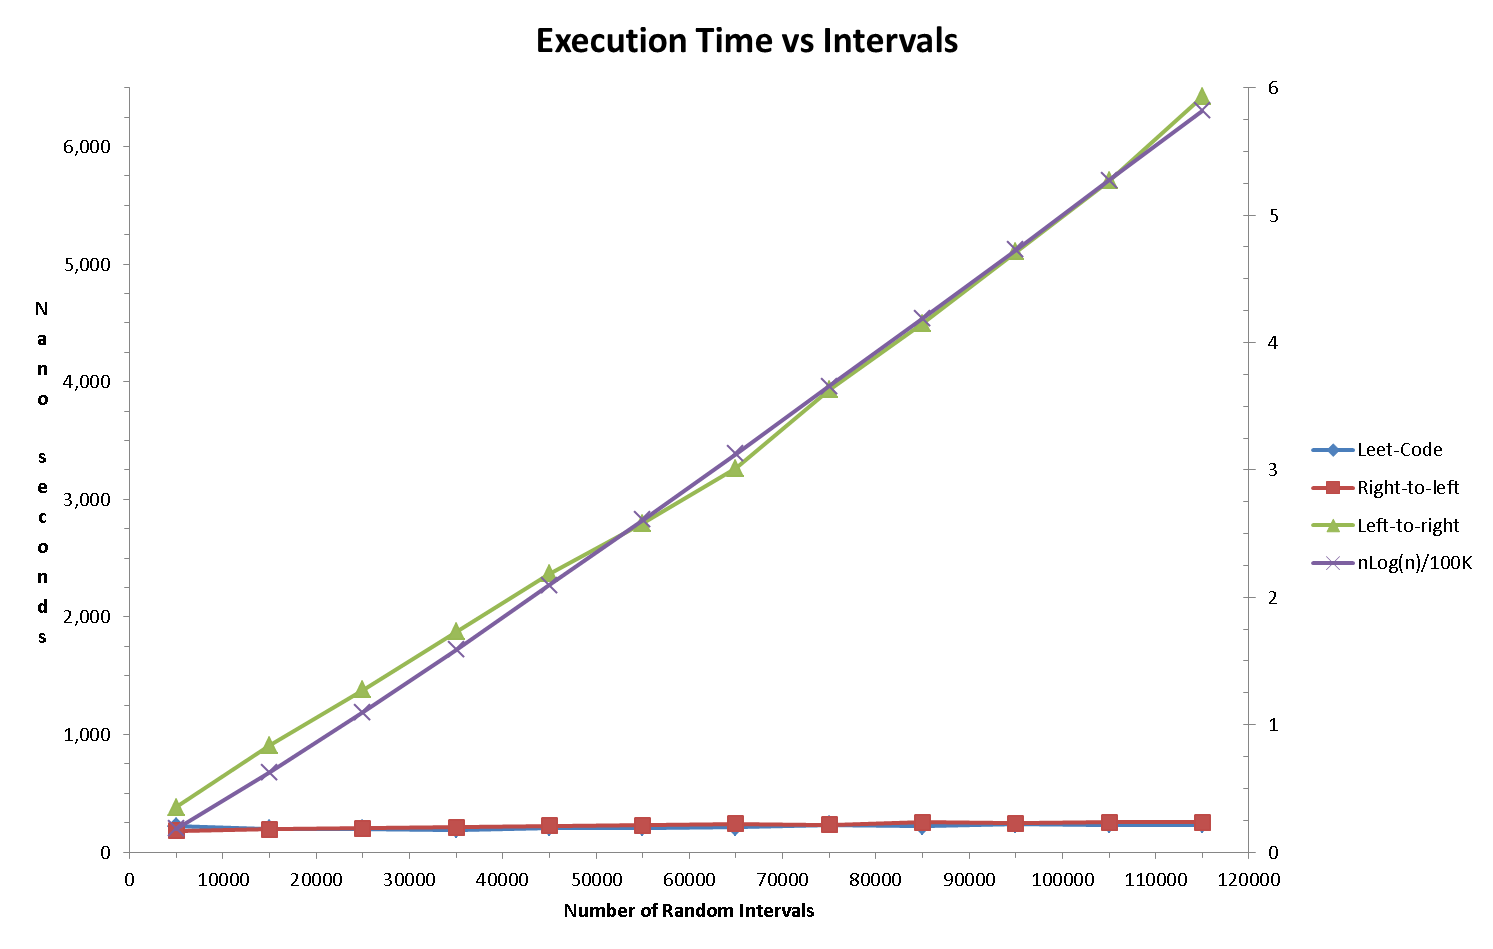 Execution Time vs Intervals
6,000
5,000
4,000
3,000
2,000
1,000
0
Nano seconds
6
5
4
3
2
1
0
Leet-Code
Right-to-left
Left-to-right
nLog(n)/100K
0 10000 20000 30000 40000 50000 60000 70000 80000 90000 100000 110000 120000
Number of Random Intervals